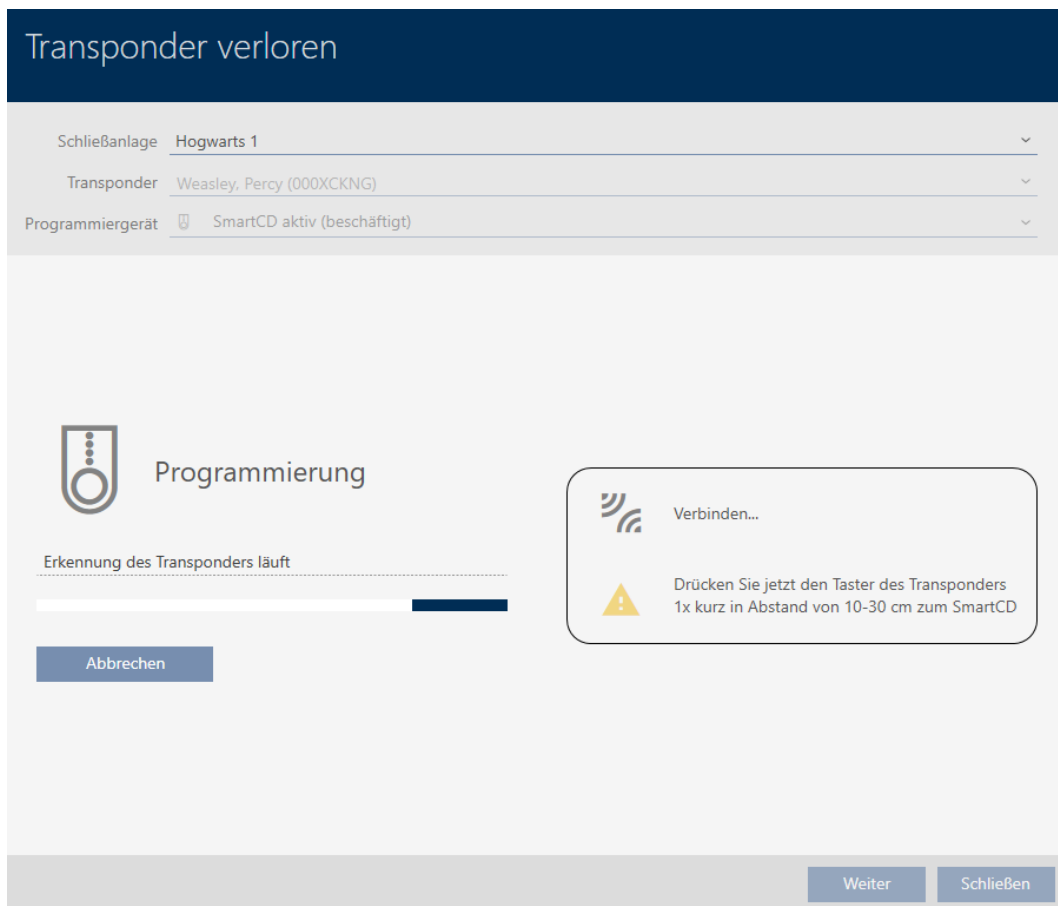 Transponder verloren
Schließanlage Hogwarts 1
Transponder Weasley, Percy (000XCKNG)
Programmiergerät SmartCD aktiv (beschäftigt)
Programmierung
Verbinden...
Erkennung des Transponders läuft
Drücken Sie jetzt den Taster des Transponders
1x kurz in Abstand von 10-30 cm zum SmartCD
Abbrechen
Weiter Schließen